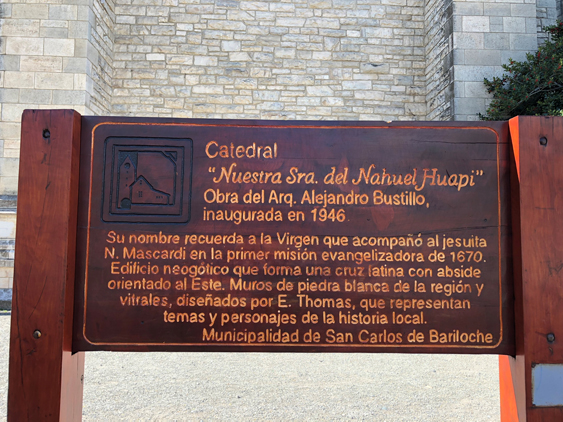 Catedral
"Nuestra Sra. del Nahuel Huapi"
Obra del Arq. Alejandro Bustillo,
inaugurada en 1946
Su nombre recuerda a la Virgen que acompañó al jesuita
N. Mascardi en la primer misión evangelizadora de 1670.
Edificio neogótico que forma una cruz latina con abside
orientado al Este. Muros de piedra blanca de la región y
vitrales, diseñados por E. Thomas, que representan
temas y personajes de la historia local.
Municipalidad de San Carlos de Bariloche